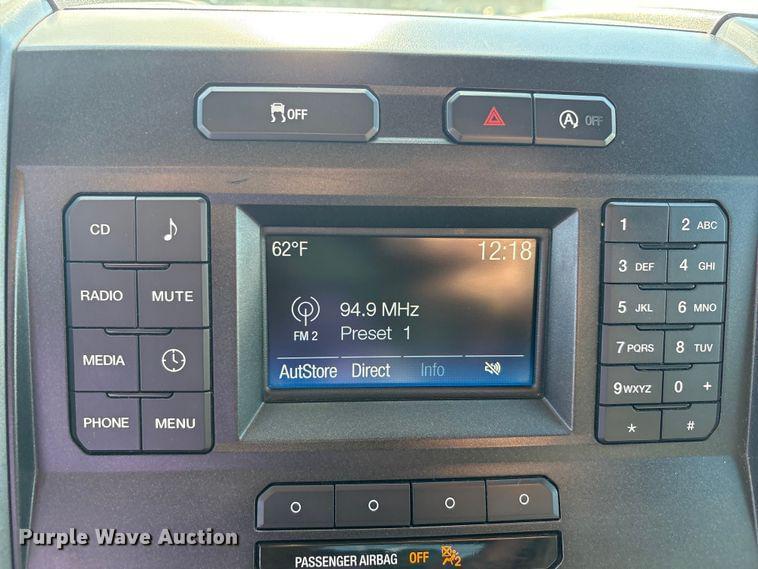 OFF
A OFF
CD
RADIO MUTE
MEDIA
PHONE MENU
62°F 12:18
94.9 MHz
FM 2 Preset 1
AutoStore Direct Info
1 2 ABC
3 DEF 4 GHI
5 JKL 6 MNO
7 PQRS 8 TUV
9 WXYZ 0 +
* #
PASSENGER AIRBAG OFF 2
Purple Wave Auction